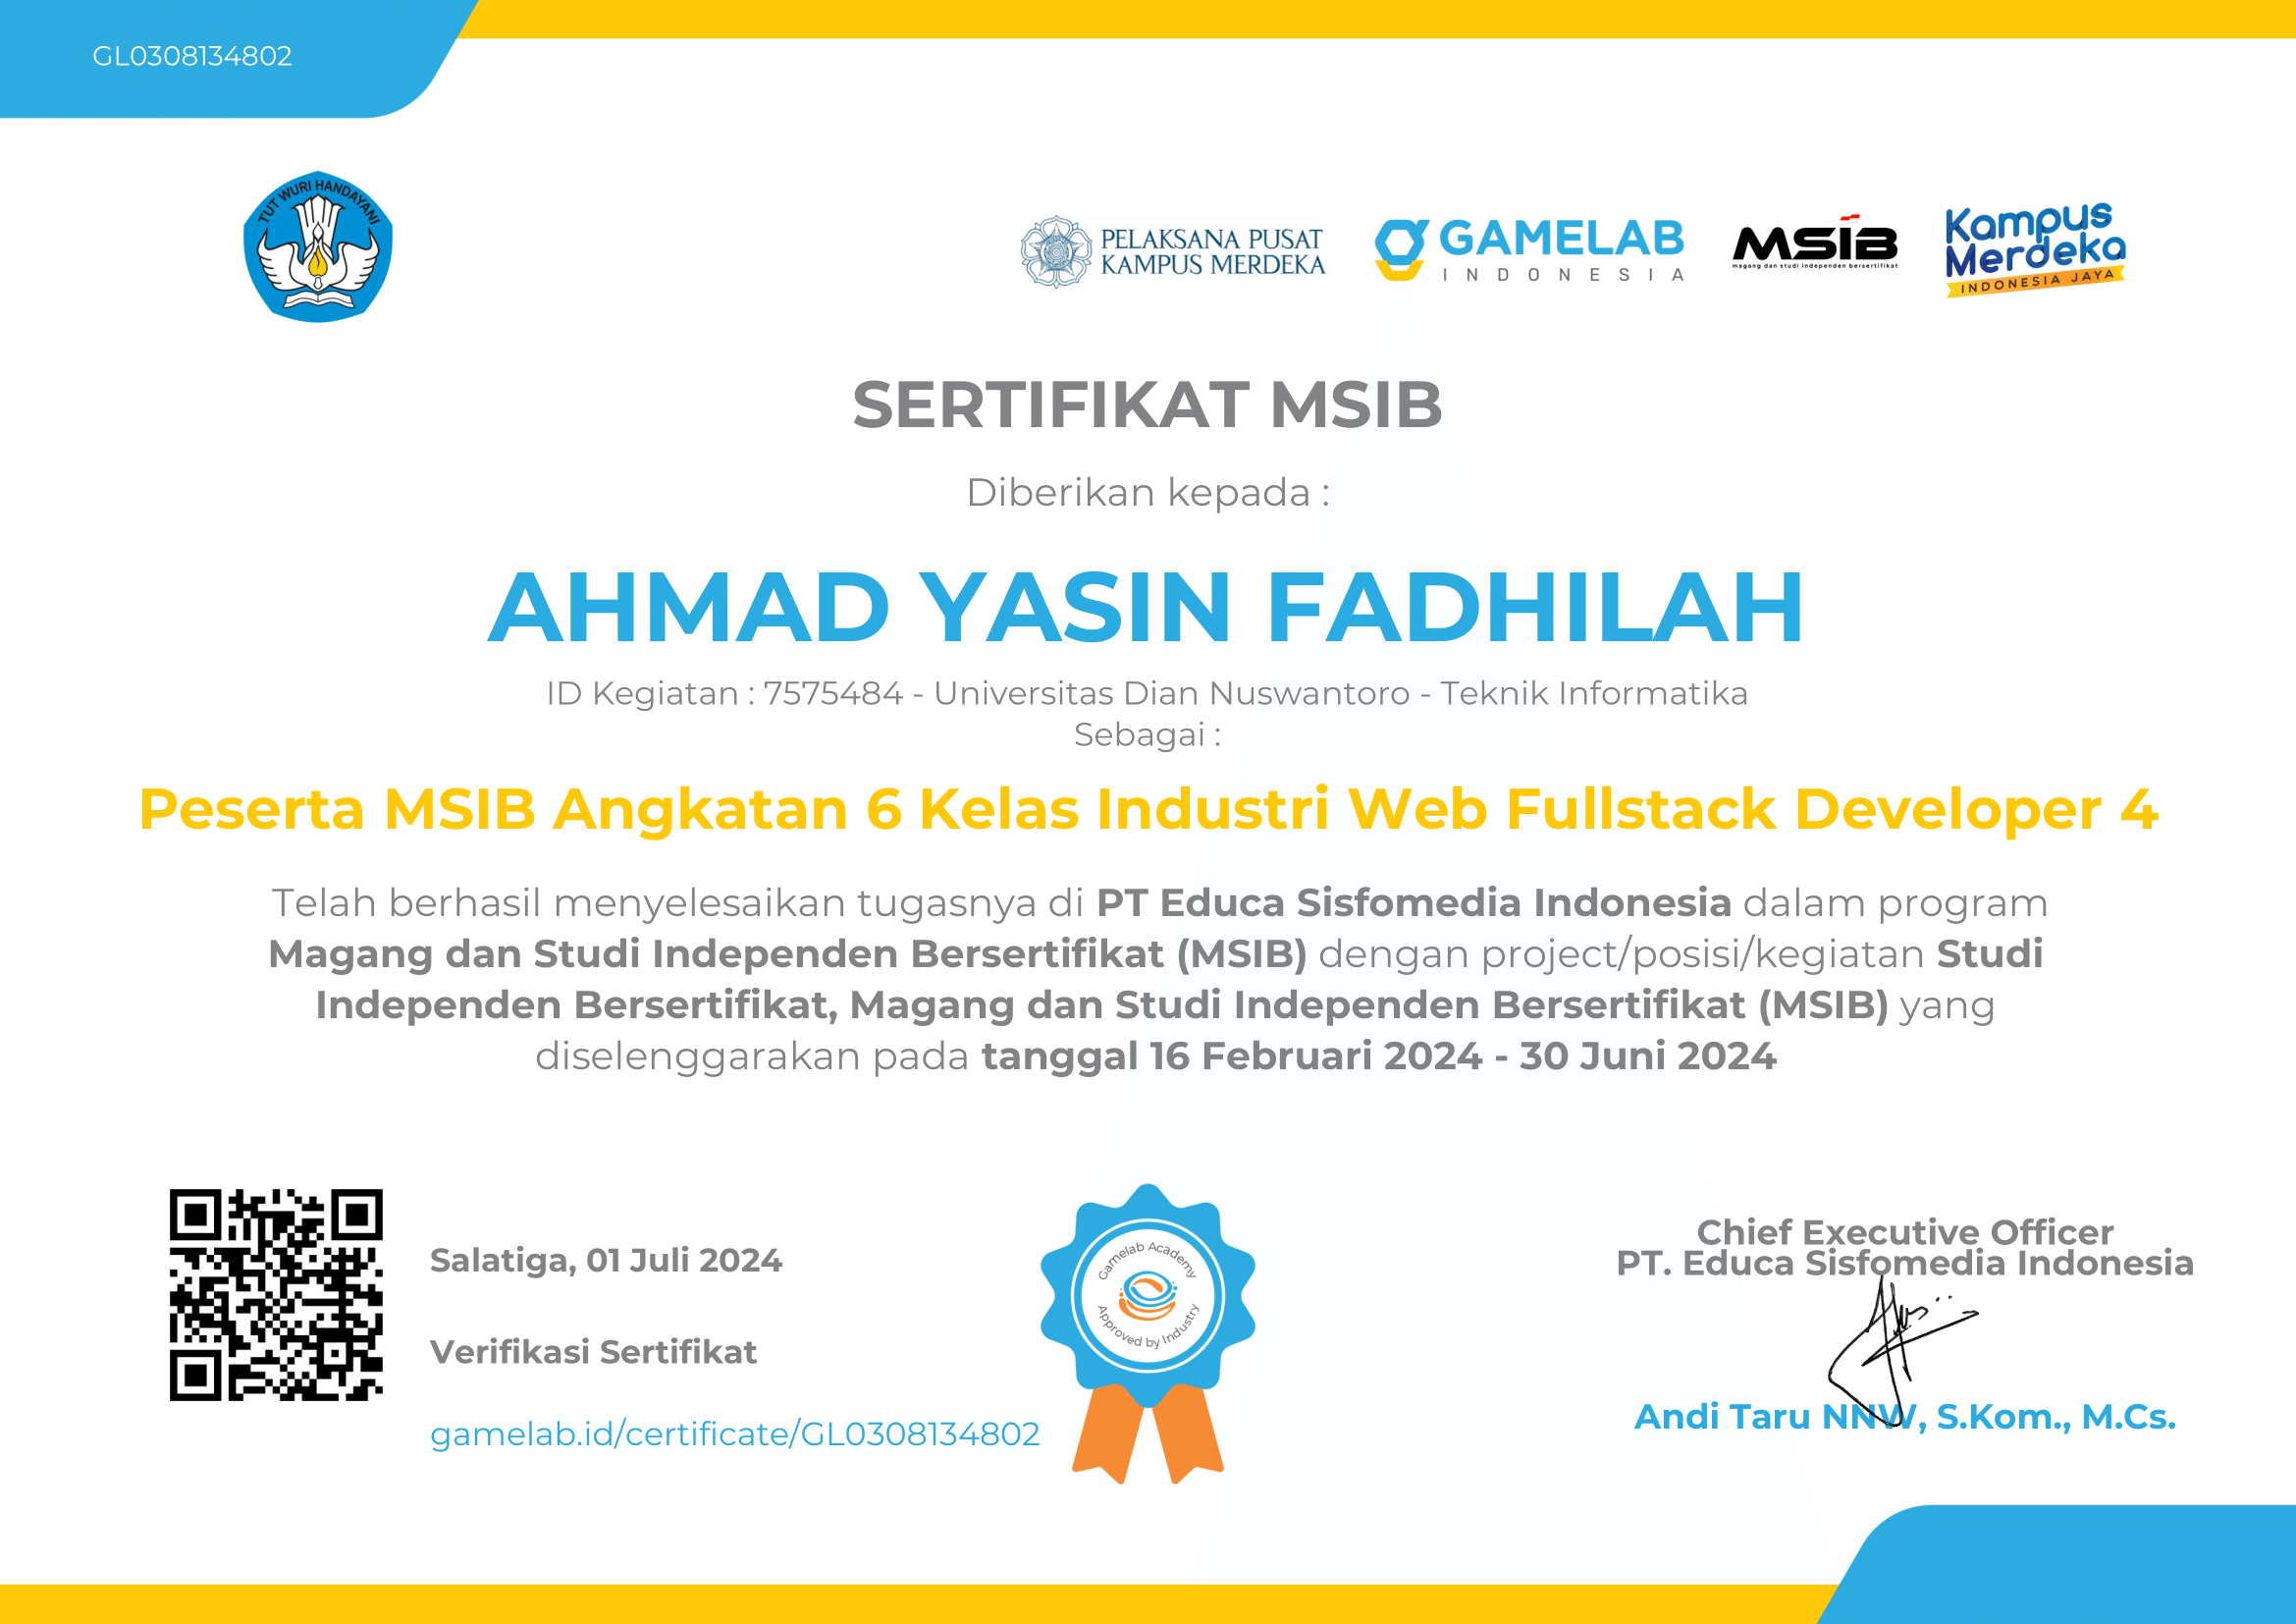 GL0308134802
TUT WURI HANDAYANI
PELAKSANA PUSAT
KAMPUS MERDEKA
GAMELAB
INDONESIA
MSIB
magang dan studi independen bersertifikat
Kampus
Merdeka
INDONESIA JAYA
SERTIFIKAT MSIB
Diberikan kepada :
AHMAD YASIN FADHILAH
ID Kegiatan : 7575484 - Universitas Dian Nuswantoro - Teknik Informatika
Sebagai :
Peserta MSIB Angkatan 6 Kelas Industri Web Fullstack Developer 4
Telah berhasil menyelesaikan tugasnya di PT Educa Sisfomedia Indonesia dalam program
Magang dan Studi Independen Bersertifikat (MSIB) dengan project/posisi/kegiatan Studi
Independen Bersertifikat, Magang dan Studi Independen Bersertifikat (MSIB) yang
diselenggarakan pada tanggal 16 Februari 2024 - 30 Juni 2024
Salatiga, 01 Juli 2024
Verifikasi Sertifikat
gamelab.id/certificate/GL0308134802
Gamelab Academy
Approved by Industry
Chief Executive Officer
PT. Educa Sisfomedia Indonesia
Andi Taru NNW, S.Kom., M.Cs.